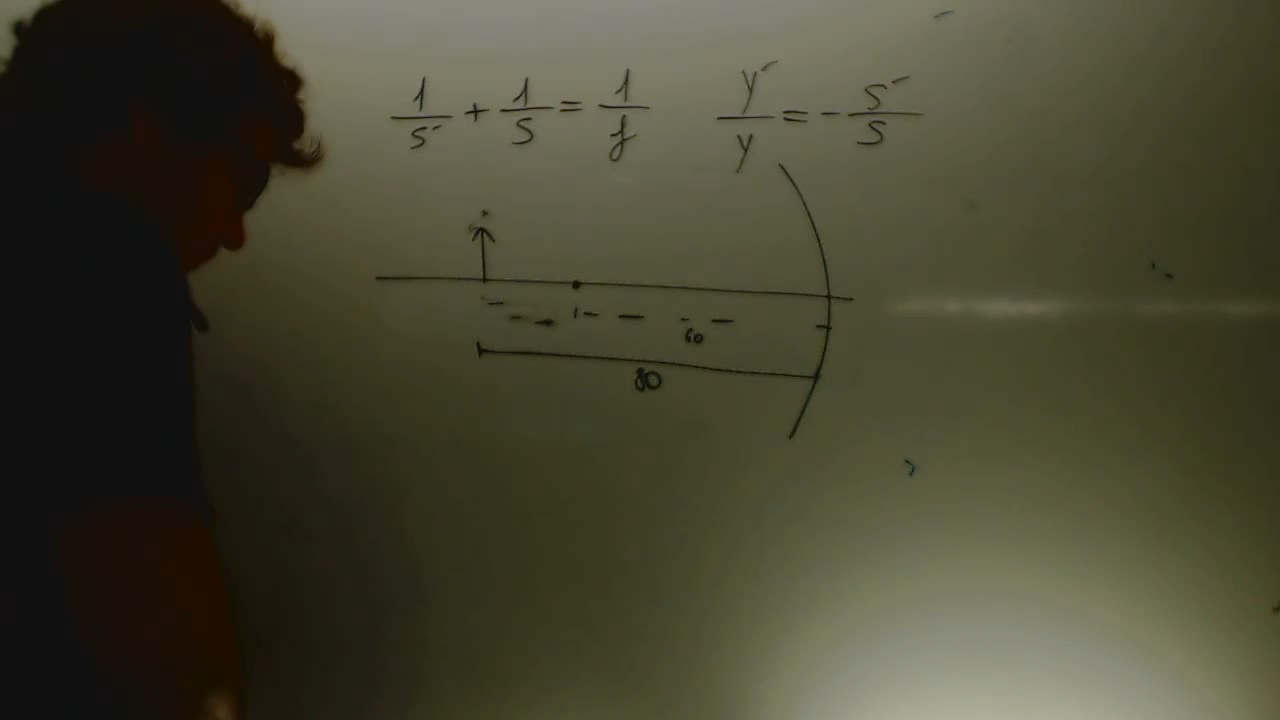 1/s' + 1/s = 1/f    y'/y = - s'/s
60
80